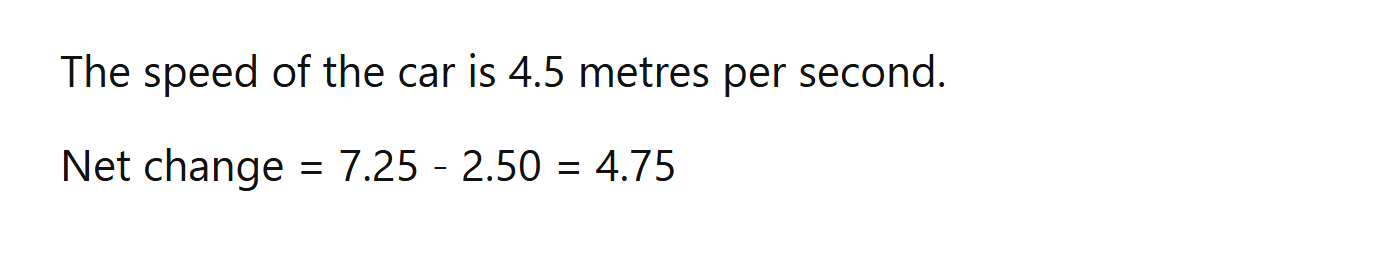 The speed of the car is 4.5 metres per second.
Net change = 7.25 - 2.50 = 4.75